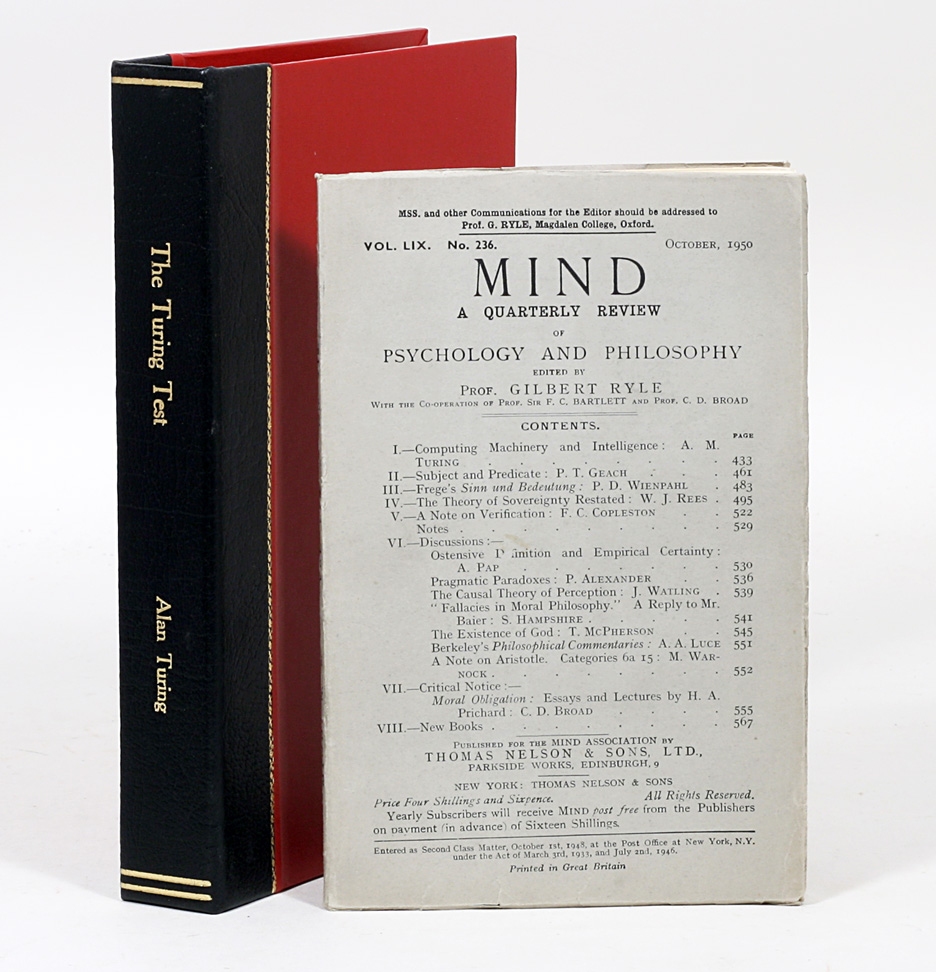 The Turing Test
Alan Turing
MSS. and other Communications for the Editor should be addressed to
Prof. G. RYLE, Magdalen College, Oxford.
VOL. LIX. No. 236. OCTOBER, 1950
MIND
A QUARTERLY REVIEW
OF
PSYCHOLOGY AND PHILOSOPHY
EDITED BY
PROF. GILBERT RYLE
WITH THE CO-OPERATION OF PROF. SIR F. C. BARTLETT AND PROF. C. D. BROAD
CONTENTS.
PAGE
I.—Computing Machinery and Intelligence: A. M.
TURING . . . . . . . . 433
II.—Subject and Predicate: P. T. GEACH . . 461
III.—Frege's Sinn und Bedeutung: P. D. WIENPAHL . 483
IV.—The Theory of Sovereignty Restated: W. J. REES . 495
V.—A Note on Verification: F. C. COPLESTON . . 522
Notes . . . . . . . . 529
VI.—Discussions:—
Ostensive D inition and Empirical Certainty:
A. PAP . . . . . . . 530
Pragmatic Paradoxes: P. ALEXANDER . . 536
The Causal Theory of Perception: J. WATLING . 539
"Fallacies in Moral Philosophy." A Reply to Mr.
Baier: S. HAMPSHIRE . . . . . 541
The Existence of God: T. MCPHERSON . . 545
Berkeley's Philosophical Commentaries: A. A. LUCE 551
A Note on Aristotle. Categories 6a 15: M. WAR-
NOCK . . . . . . . . 552
VII.—Critical Notice:—
Moral Obligation: Essays and Lectures by H. A.
Prichard: C. D. BROAD . . . . . 555
VIII.—New Books . . . . . . . . 567
PUBLISHED FOR THE MIND ASSOCIATION BY
THOMAS NELSON & SONS, LTD.,
PARKSIDE WORKS, EDINBURGH, 9
NEW YORK: THOMAS NELSON & SONS
Price Four Shillings and Sixpence. All Rights Reserved.
Yearly Subscribers will receive MIND post free from the Publishers
on payment (in advance) of Sixteen Shillings.
Entered as Second Class Matter, October 1st, 1948, at the Post Office at New York, N.Y.
under the Act of March 3rd, 1933, and July 2nd, 1946.
Printed in Great Britain